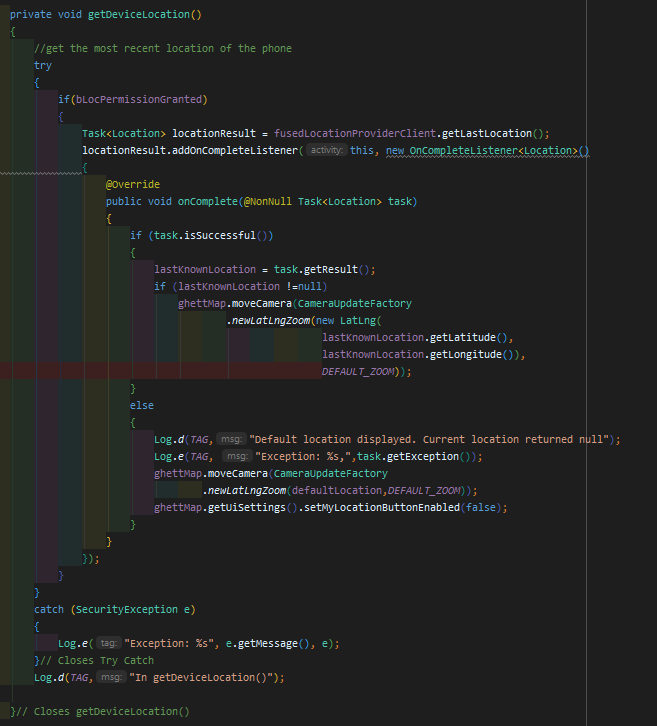 private void getDeviceLocation()
{
//get the most recent location of the phone
try
{
if(bLocPermissionGranted)
{
Task<Location> locationResult = fusedLocationProviderClient.getLastLocation();
locationResult.addOnCompleteListener( activity: this, new OnCompleteListener<Location>()
{
@Override
public void onComplete(@NonNull Task<Location> task)
{
if (task.isSuccessful())
{
lastKnownLocation = task.getResult();
if (lastKnownLocation !=null)
ghettMap.moveCamera(CameraUpdateFactory
.newLatLngZoom(new LatLng(
lastKnownLocation.getLatitude(),
lastKnownLocation.getLongitude()),
DEFAULT_ZOOM));
}
else
{
Log.d(TAG, msg: "Default location displayed. Current location returned null");
Log.e(TAG, msg: "Exception: %s,",task.getException());
ghettMap.moveCamera(CameraUpdateFactory
.newLatLngZoom(defaultLocation,DEFAULT_ZOOM));
ghettMap.getUiSettings().setMyLocationButtonEnabled(false);
}
}
});
}
}
catch (SecurityException e)
{
Log.e( tag: "Exception: %s", e.getMessage(), e);
}// Closes Try Catch
Log.d(TAG, msg: "In getDeviceLocation()");
}// Closes getDeviceLocation()